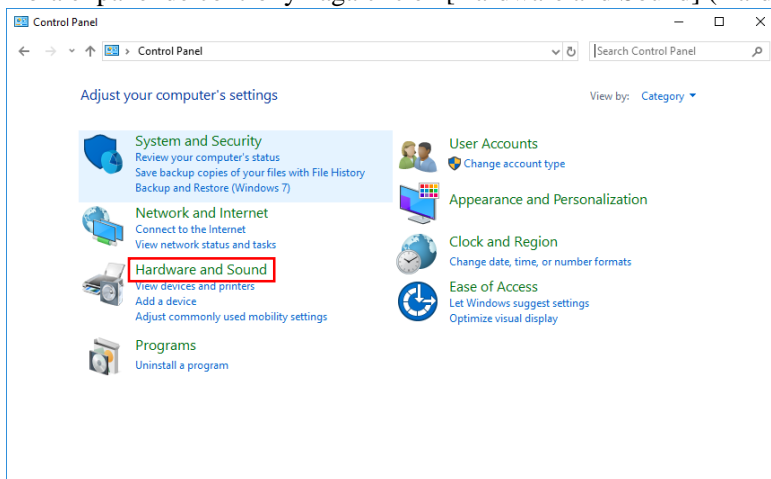 [Hardware and Sound]
Control Panel
Control Panel
Search Control Panel
Adjust your computer's settings
View by: Category
System and Security
Review your computer's status
Save backup copies of your files with File History
Backup and Restore (Windows 7)
Network and Internet
Connect to the Internet
View network status and tasks
Hardware and Sound
View devices and printers
Add a device
Adjust commonly used mobility settings
Programs
Uninstall a program
User Accounts
Change account type
Appearance and Personalization
Clock and Region
Change date, time, or number formats
Ease of Access
Let Windows suggest settings
Optimize visual display